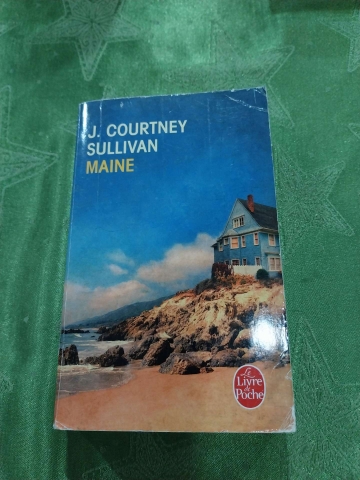 J. COURTNEY
SULLIVAN
MAINE
Le
Livre
de
Poche